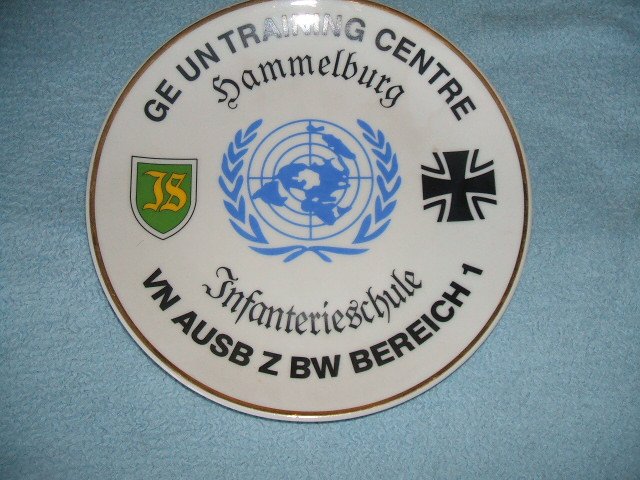 GE UN TRAINING CENTRE
Hammelburg
IS
Infanterieschule
VN AUSB Z BW BEREICH 1